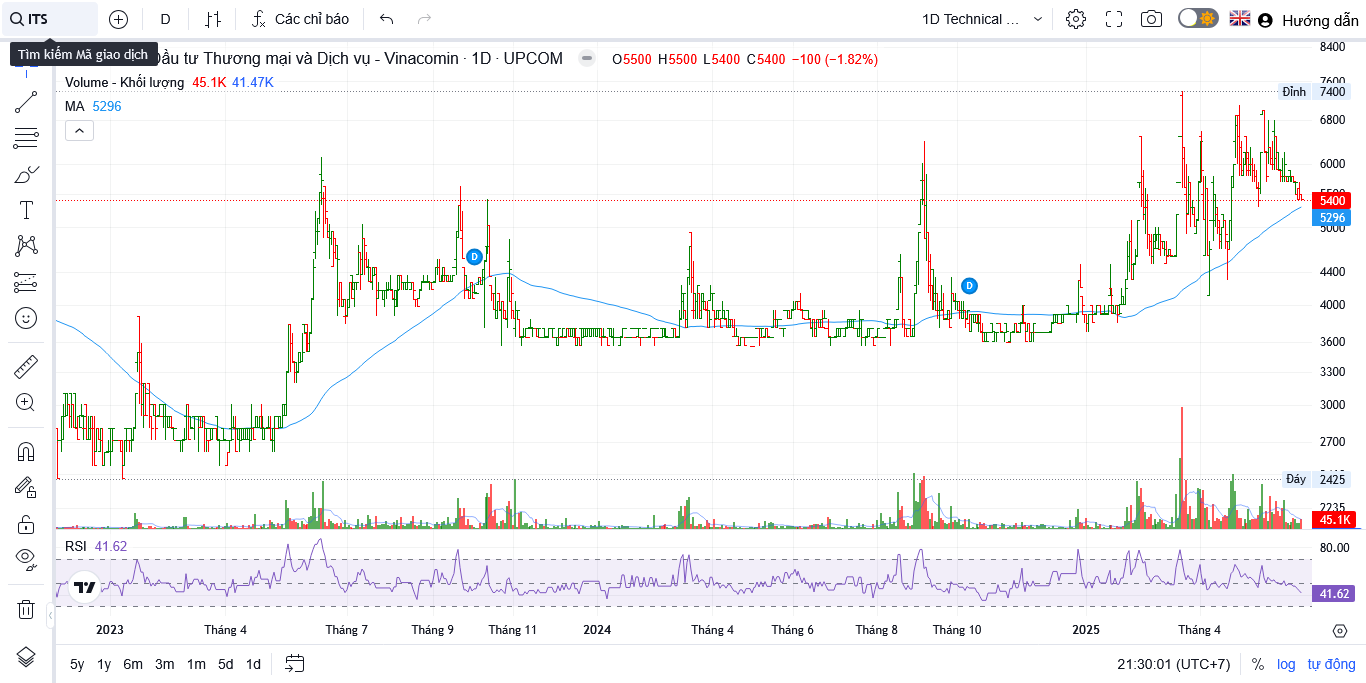 ITS
D
Các chỉ báo
1D Technical ...
Hướng dẫn
Tìm kiếm Mã giao dịch
Đầu tư Thương mại và Dịch vụ - Vinacomin · 1D · UPCOM
O5500 H5500 L5400 C5400 −100 (−1.82%)
Volume - Khối lượng 45.1K 41.47K
MA 5296
8400
7600
Đỉnh 7400
6800
6000
5500
5400
5296
5000
4400
4000
3600
3300
3000
2700
Đáy 2425
2235
45.1K
D
D
RSI 41.62
80.00
41.62
2023 Tháng 4 Tháng 7 Tháng 9 Tháng 11 2024 Tháng 4 Tháng 6 Tháng 8 Tháng 10 2025 Tháng 4
5y 1y 6m 3m 1m 5d 1d
21:30:01 (UTC+7) % log tự động